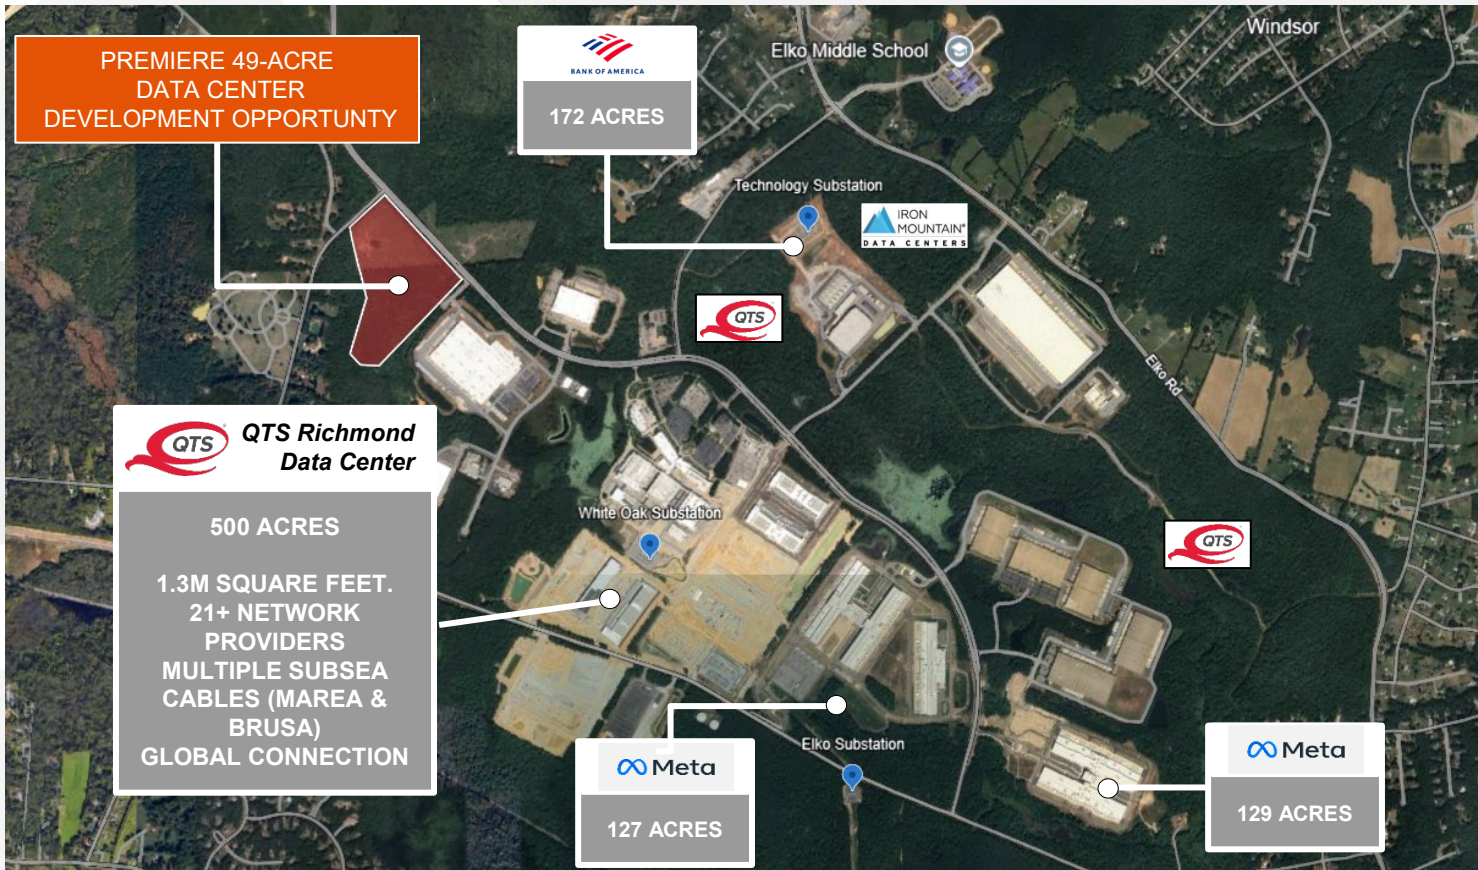 PREMIERE 49-ACRE
DATA CENTER
DEVELOPMENT OPPORTUNTY
BANK OF AMERICA
172 ACRES
Elko Middle School
Windsor
Technology Substation
IRON
MOUNTAIN®
DATA CENTERS
QTS
Elko Rd
QTS
QTS Richmond
Data Center
500 ACRES
1.3M SQUARE FEET.
21+ NETWORK
PROVIDERS
MULTIPLE SUBSEA
CABLES (MAREA &
BRUSA)
GLOBAL CONNECTION
White Oak Substation
QTS
Elko Substation
Meta
127 ACRES
Meta
129 ACRES